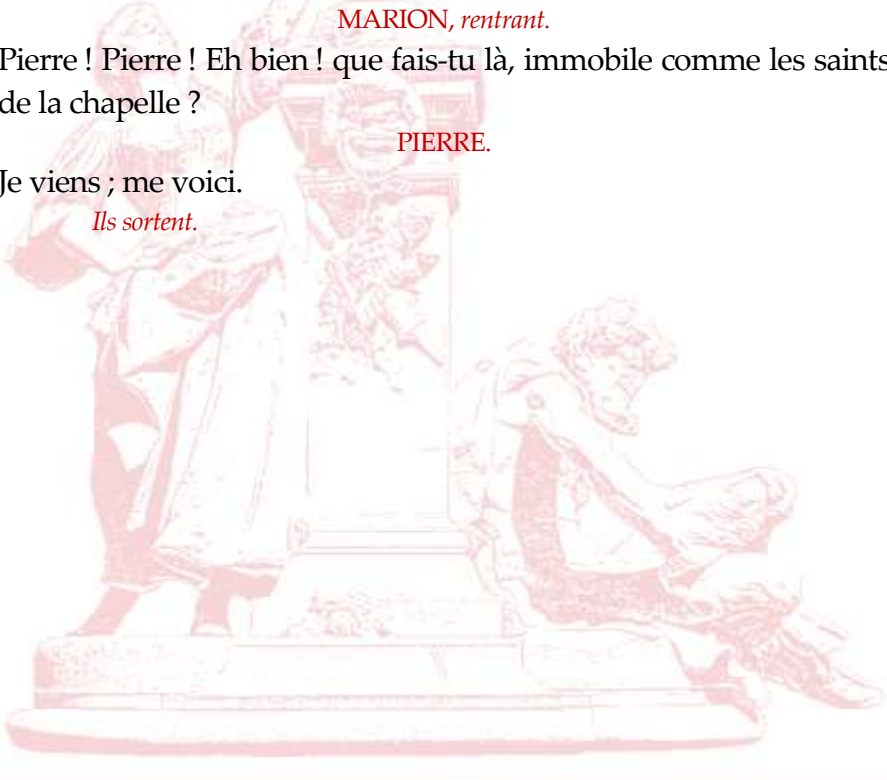 MARION, rentrant.
Pierre ! Pierre ! Eh bien ! que fais-tu là, immobile comme les saints
de la chapelle ?
PIERRE.
Je viens ; me voici.
Ils sortent.